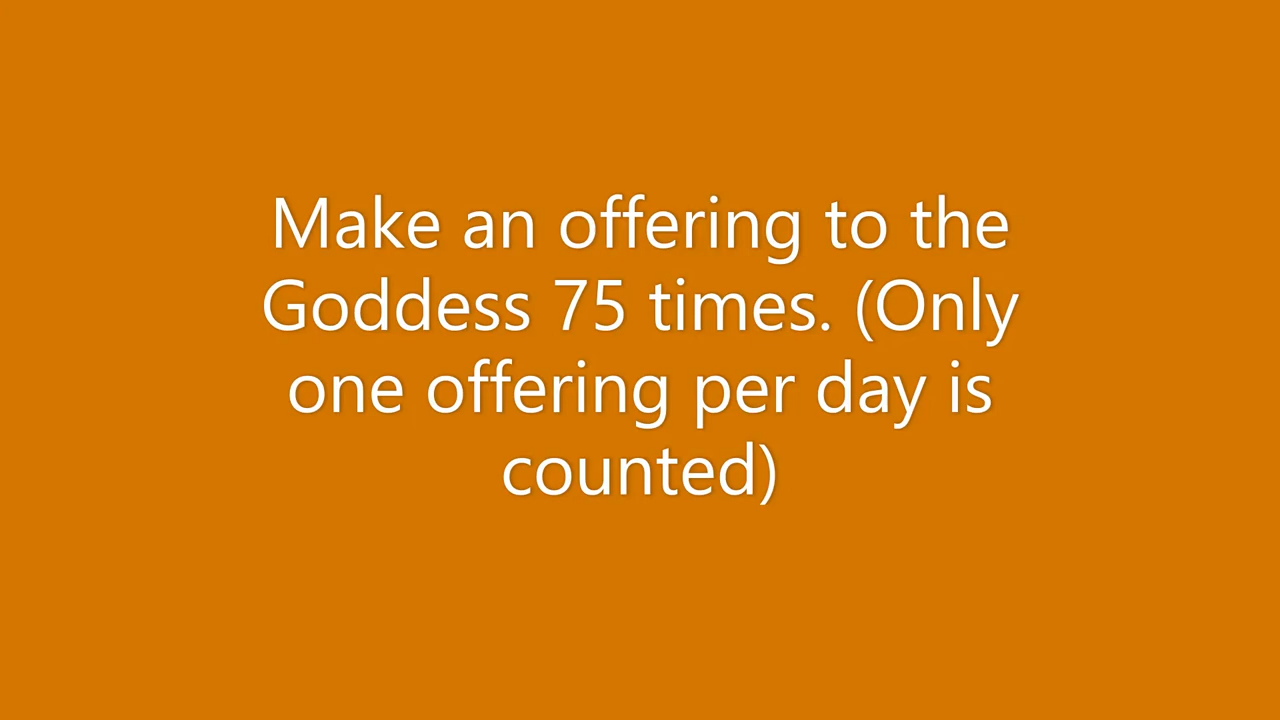 Make an offering to the
Goddess 75 times. (Only
one offering per day is
counted)